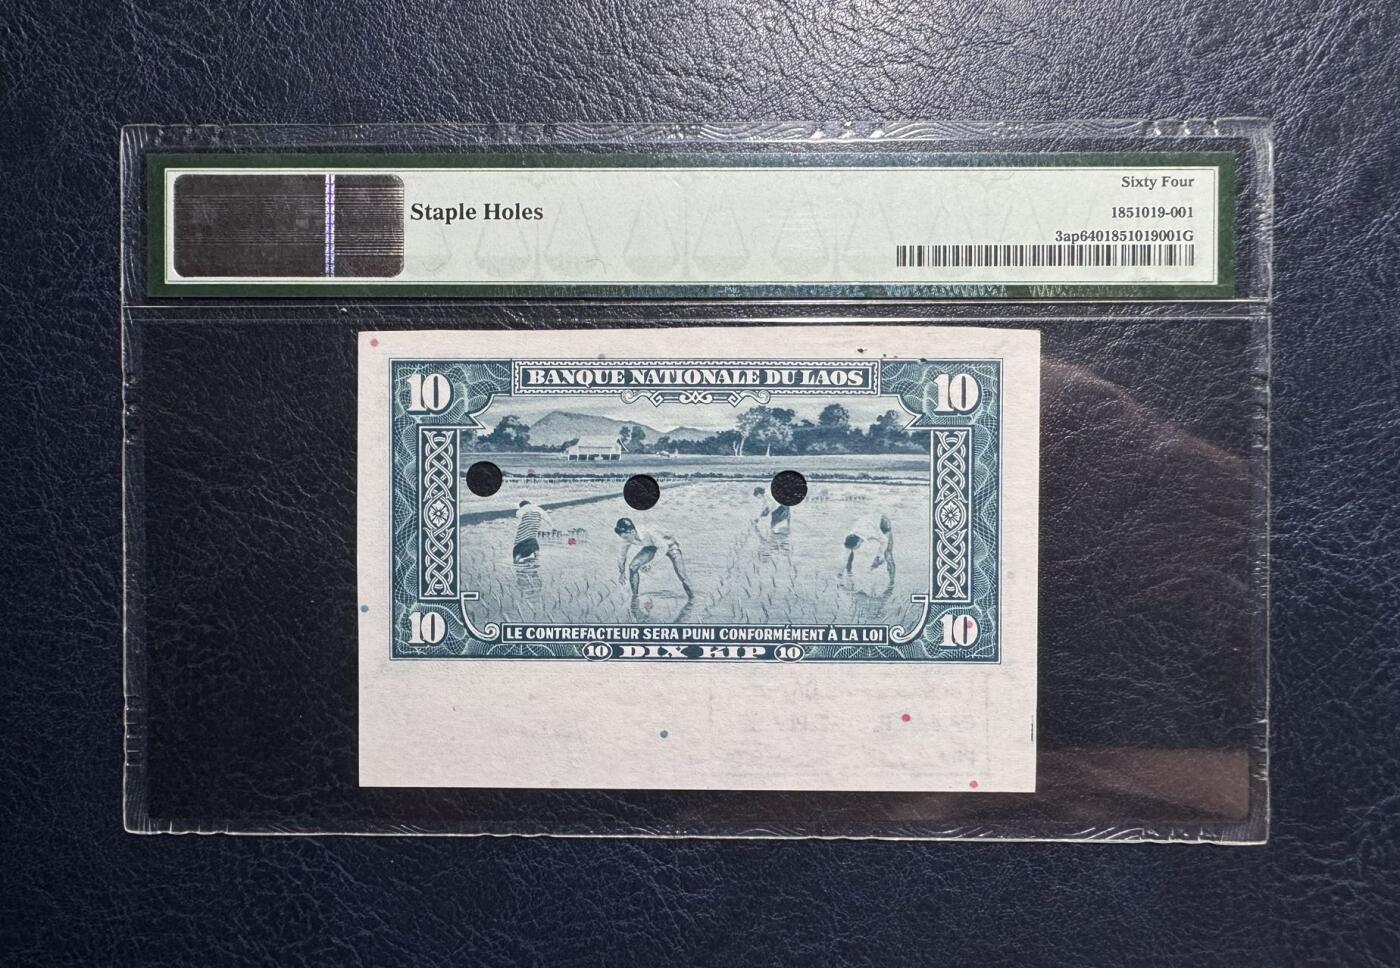 Sixty Four
Staple Holes
1851019-001
3ap6401851019001G
10 BANQUE NATIONALE DU LAOS 10
10 LE CONTREFACTEUR SERA PUNI CONFORMÉMENT À LA LOI 10
10 DIX KIP 10